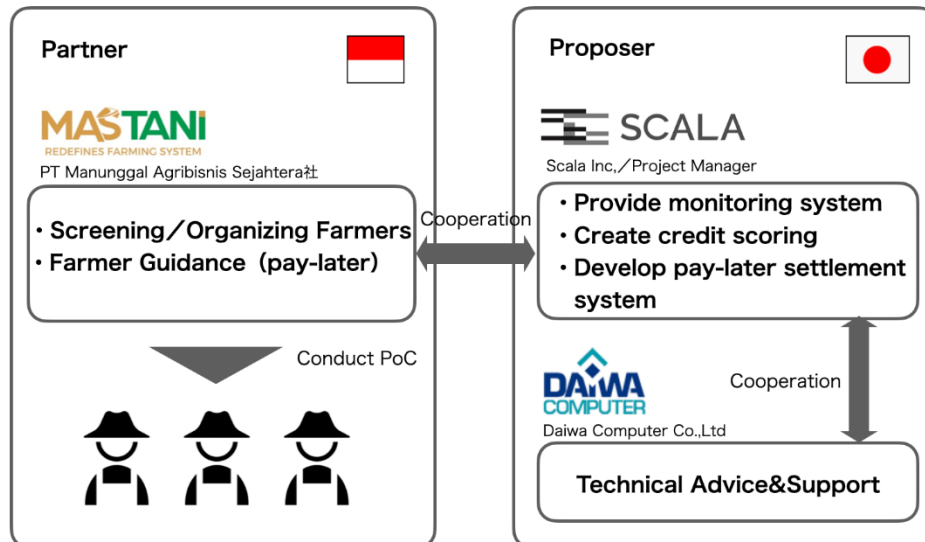 Partner
MASTANI
REDEFINES FARMING SYSTEM
PT Manunggal Agribisnis Sejahtera社
・Screening／Organizing Farmers
・Farmer Guidance（pay-later）
Conduct PoC
Cooperation
Proposer
SCALA
Scala Inc,／Project Manager
・Provide monitoring system
・Create credit scoring
・Develop pay-later settlement
system
Cooperation
DAiWA
COMPUTER
Daiwa Computer Co.,Ltd
Technical Advice&Support